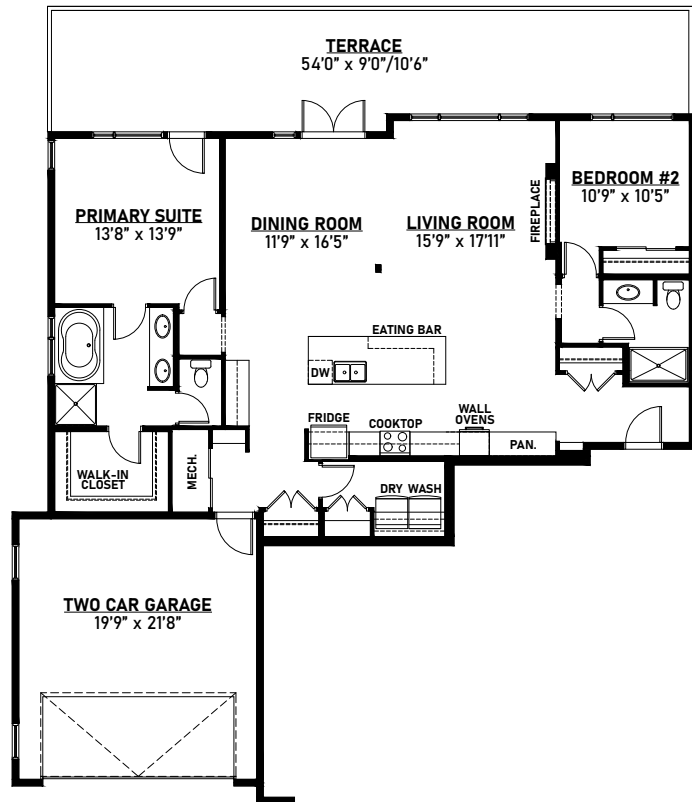 TERRACE
54'0" x 9'0"/10'6"
PRIMARY SUITE
13'8" x 13'9"
DINING ROOM
11'9" x 16'5"
LIVING ROOM
15'9" x 17'11"
FIREPLACE
BEDROOM #2
10'9" x 10'5"
EATING BAR
DW
FRIDGE
COOKTOP
WALL
OVENS
PAN.
WALK-IN
CLOSET
MECH.
DRY WASH
TWO CAR GARAGE
19'9" x 21'8"